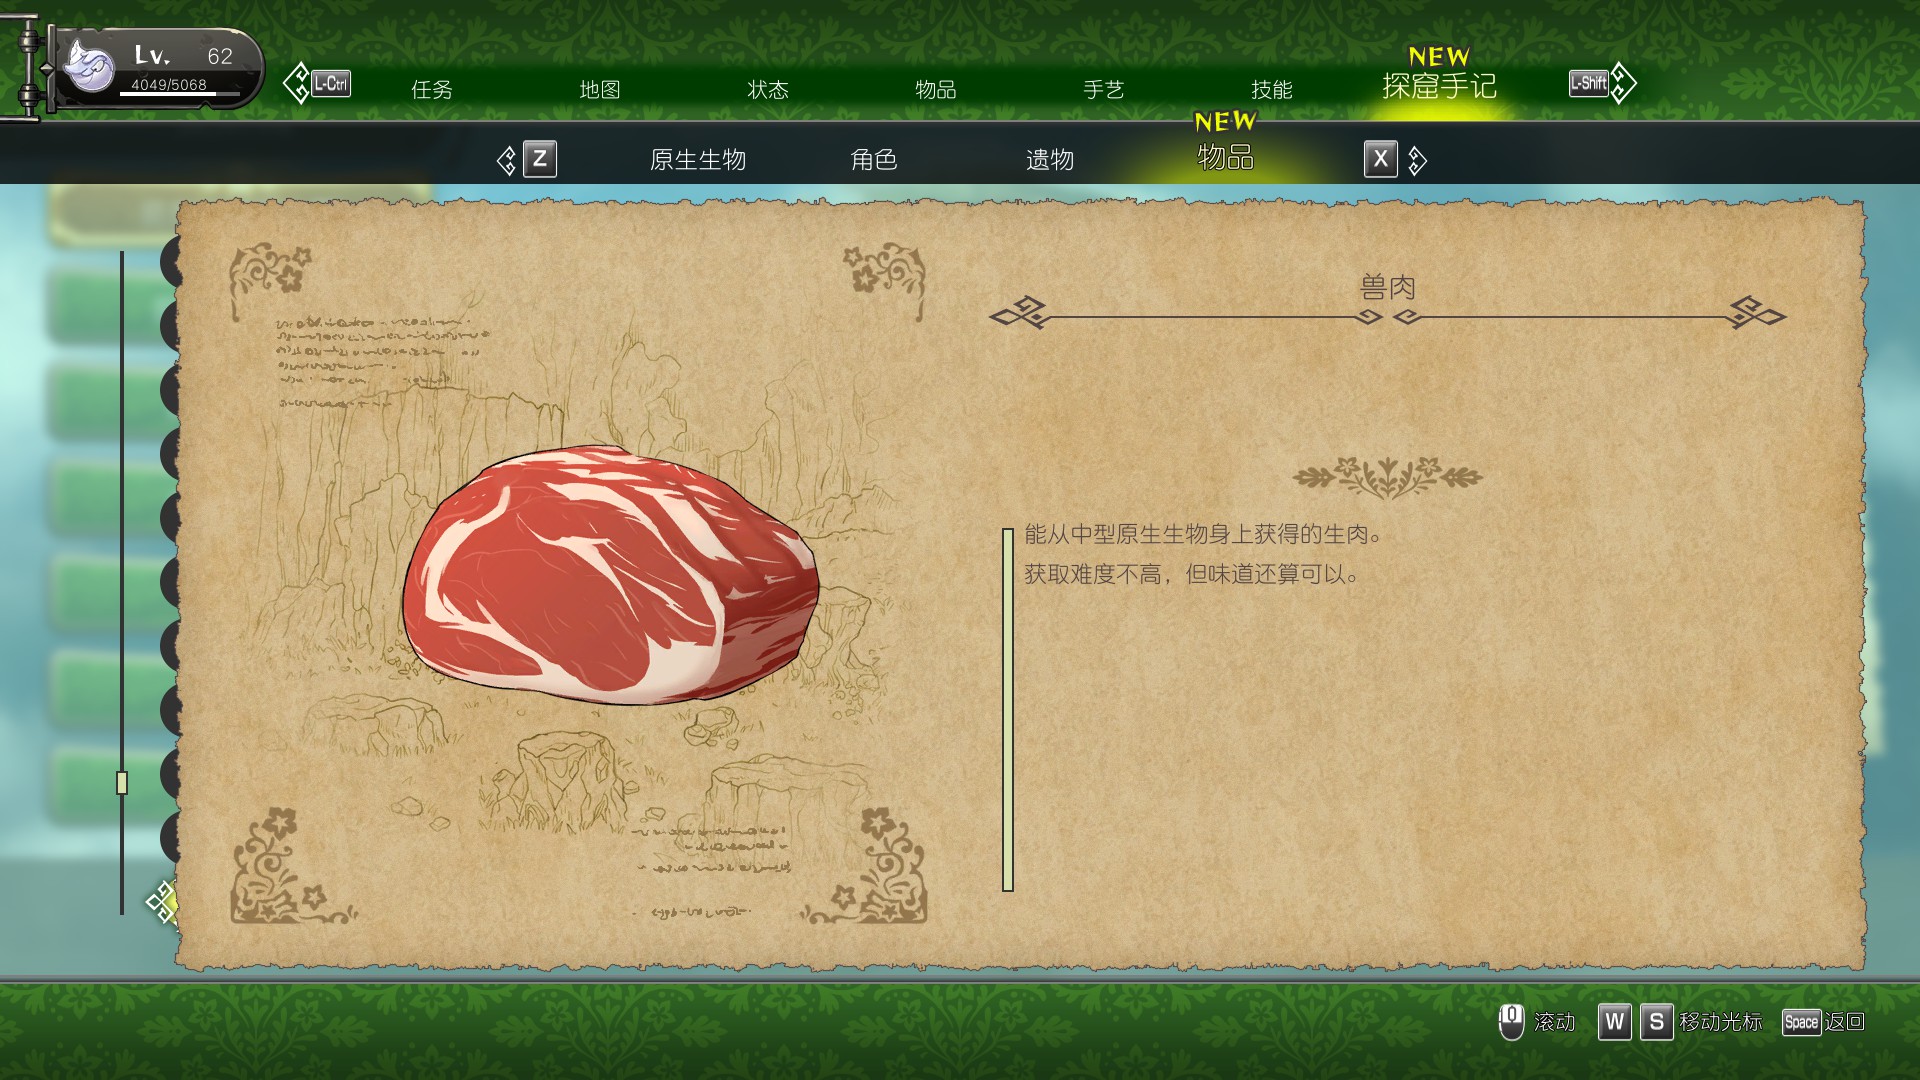 Lv. 62
4049/5068
L-Ctrl
任务
地图
状态
物品
手艺
技能
NEW
探窟手记
L-Shift
Z
原生生物
角色
遗物
NEW
物品
X
兽肉
能从中型原生生物身上获得的生肉。
获取难度不高，但味道还算可以。
滚动
W S 移动光标
Space 返回